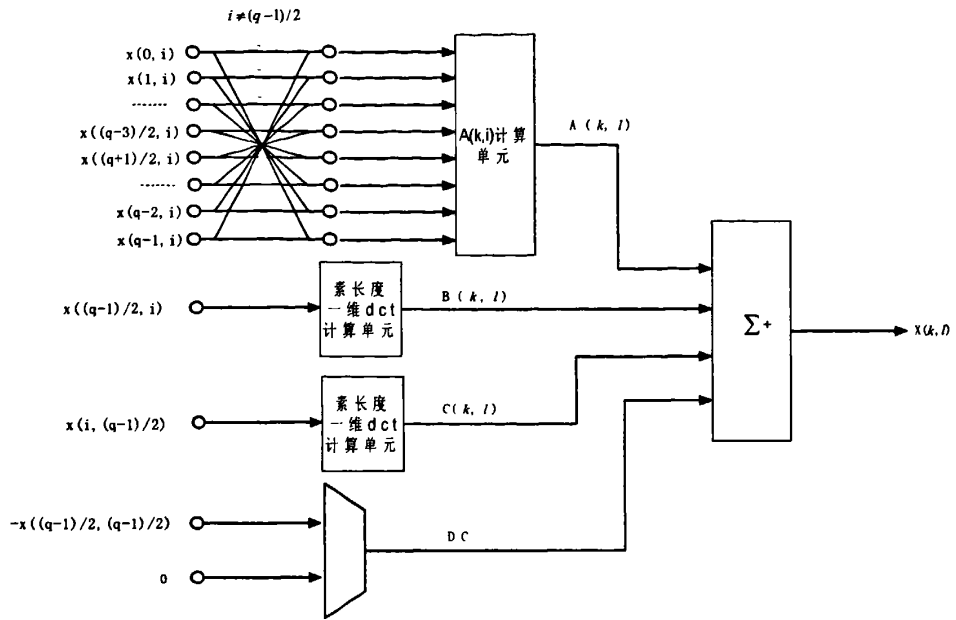 i≠(q-1)/2
x(0, i)
x(1, i)
-------
x((q-3)/2, i)
x((q+1)/2, i)
-------
x(q-2, i)
x(q-1, i)
A(k,i)计算
单元
A (k, l)
x((q-1)/2, i)
素长度
一维dct
计算单元
B (k, l)
x(i, (q-1)/2)
素长度
一维dct
计算单元
C(k, l)
-x((q-1)/2, (q-1)/2)
0
DC
Σ+
X(k, l)